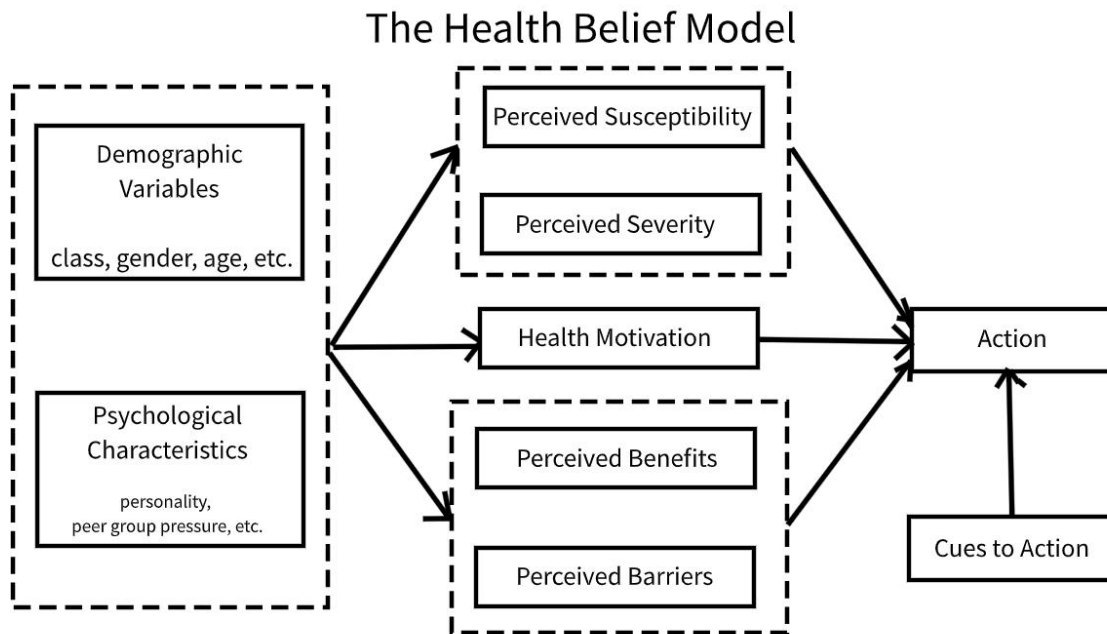 The Health Belief Model
Demographic
Variables
class, gender, age, etc.
Psychological
Characteristics
personality,
peer group pressure, etc.
Perceived Susceptibility
Perceived Severity
Health Motivation
Perceived Benefits
Perceived Barriers
Action
Cues to Action